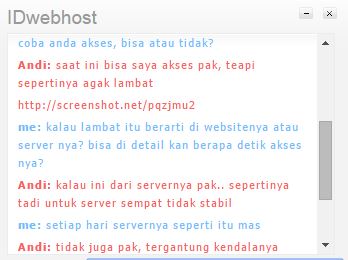 IDwebhost
coba anda akses, bisa atau tidak?
Andi: saat ini bisa saya akses pak, teapi
sepertinya agak lambat
http://screenshot.net/pqzjmu2
me: kalau lambat itu berarti di websitenya atau
server nya? bisa di detail kan berapa detik akses
nya?
Andi: kalau ini dari servernya pak.. sepertinya
tadi untuk server sempat tidak stabil
me: setiap hari servernya seperti itu mas
Andi: tidak juga pak, tergantung kendalanya